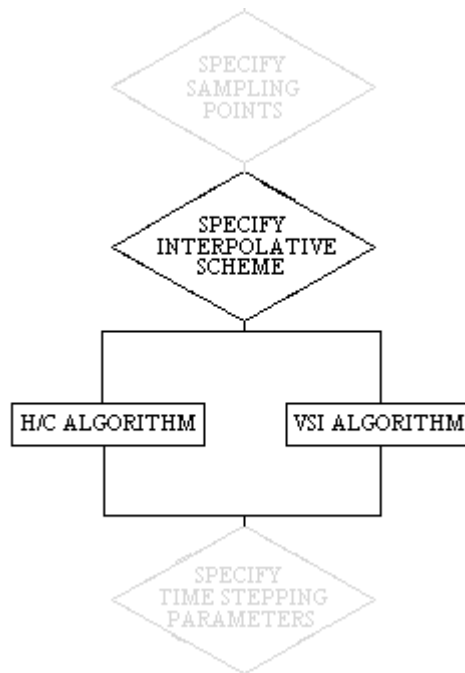 SPECIFY
SAMPLING
POINTS
SPECIFY
INTERPOLATIVE
SCHEME
H/C ALGORITHM
VSI ALGORITHM
SPECIFY
TIME STEPPING
PARAMETERS